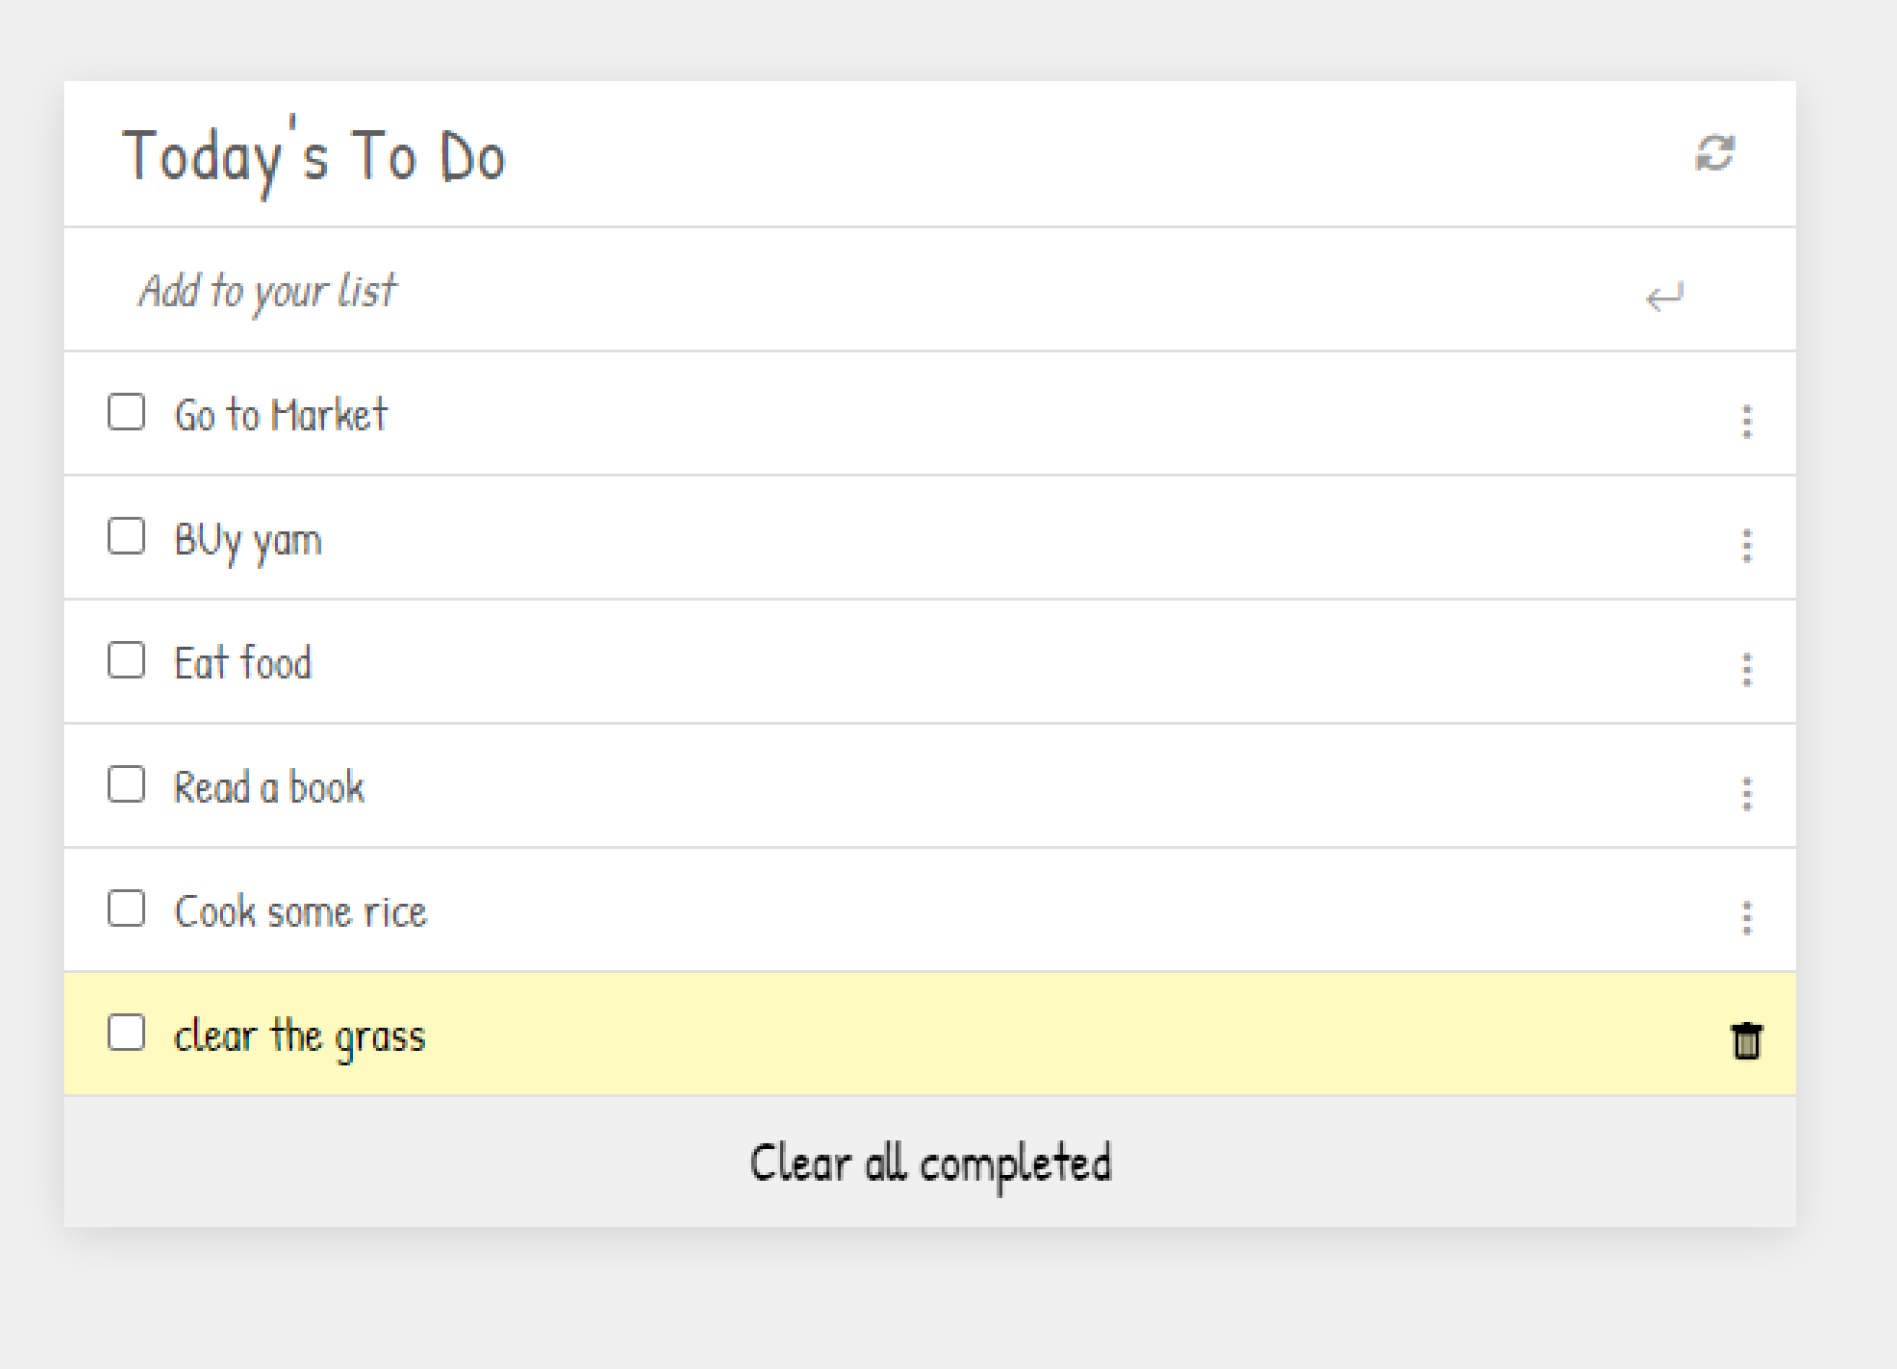 Today's To Do
Add to your list
Go to Market
BUy yam
Eat food
Read a book
Cook some rice
clear the grass
Clear all completed